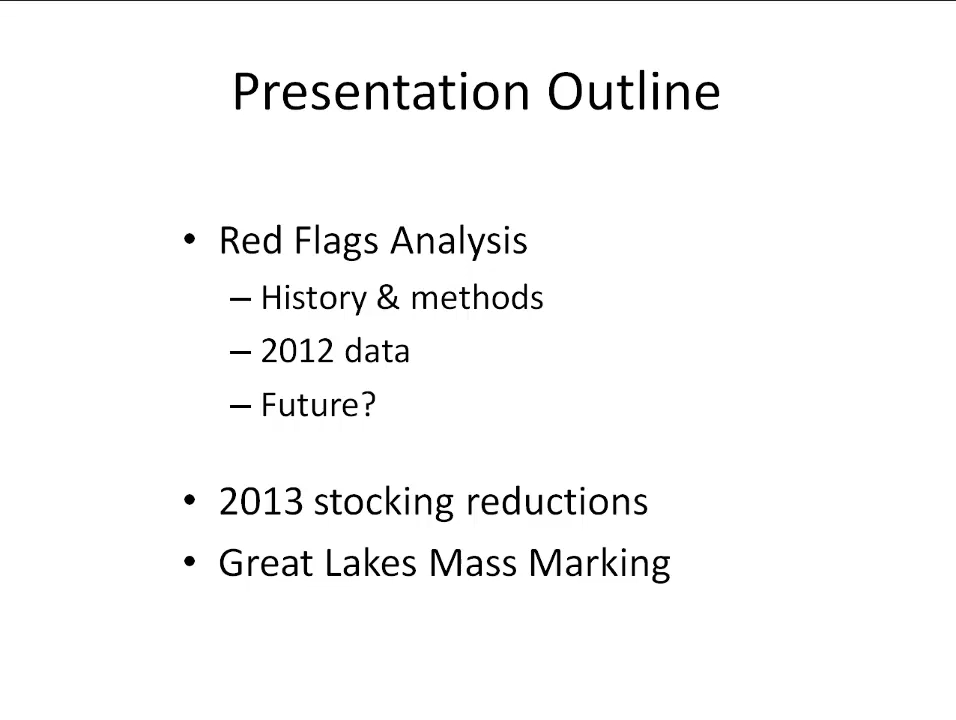 Presentation Outline
• Red Flags Analysis
– History & methods
– 2012 data
– Future?
• 2013 stocking reductions
• Great Lakes Mass Marking